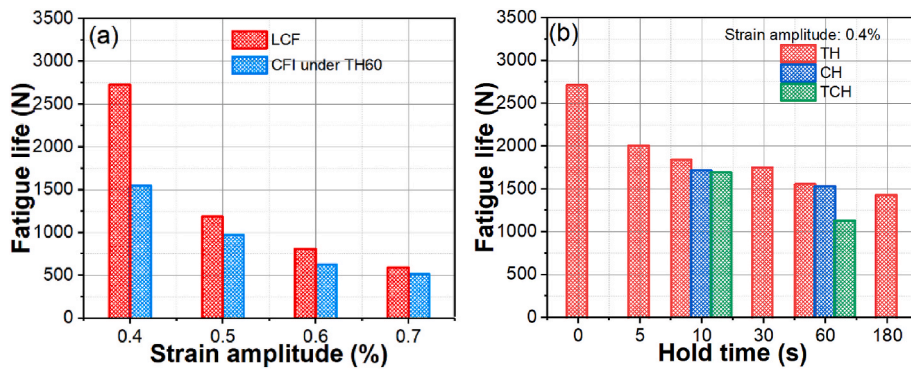 (a)
LCF
CFI under TH60
Fatigue life (N)
3500
3000
2500
2000
1500
1000
500
0
0.4 0.5 0.6 0.7
Strain amplitude (%)
(b)
Strain amplitude: 0.4%
TH
CH
TCH
Fatigue life (N)
3500
3000
2500
2000
1500
1000
500
0
0 5 10 30 60 180
Hold time (s)